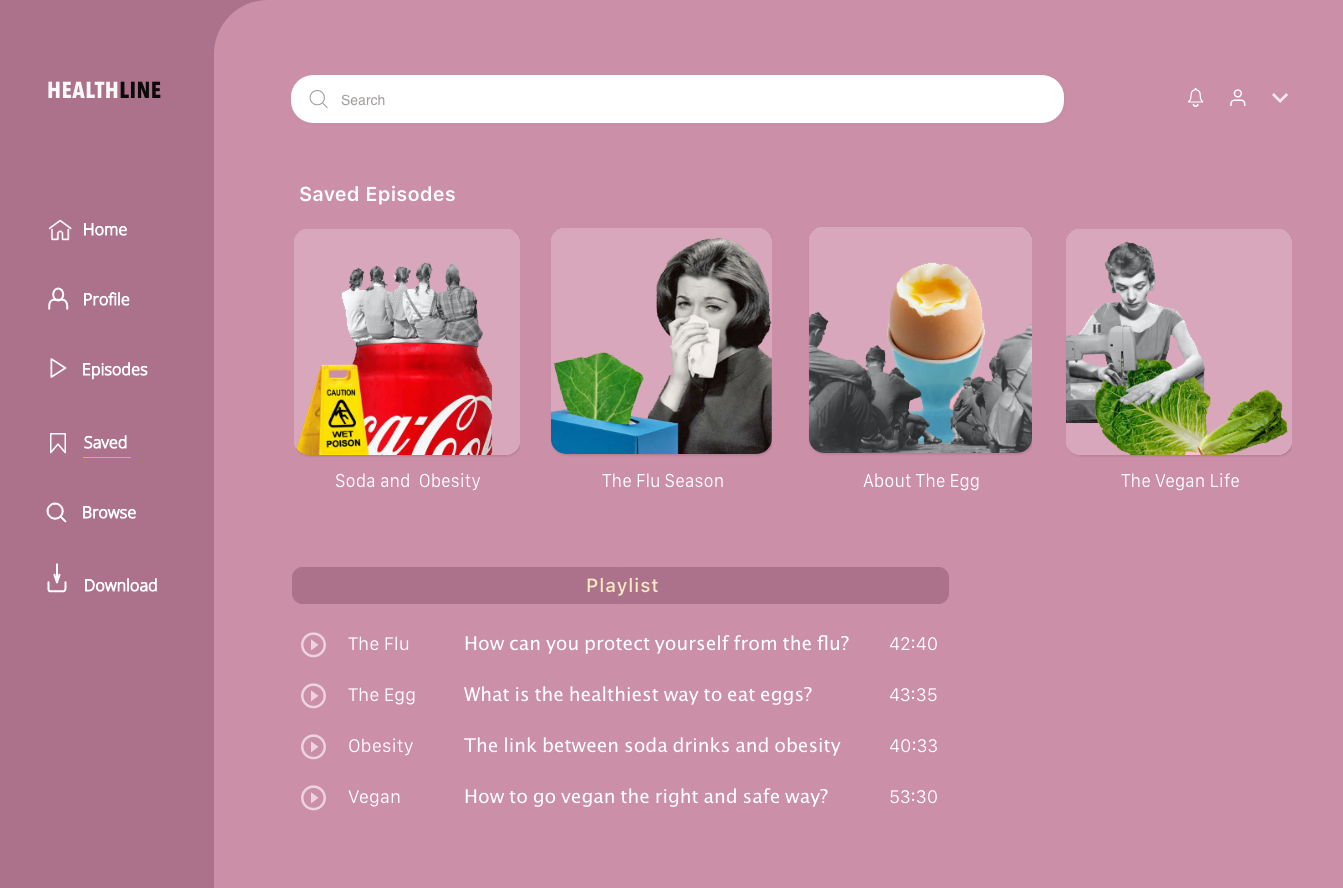 HEALTHLINE
Search
Home
Profile
Episodes
Saved
Browse
Download
Saved Episodes
CAUTION
WET
POISON
Coca-Cola
Soda and Obesity
The Flu Season
About The Egg
The Vegan Life
Playlist
The Flu How can you protect yourself from the flu? 42:40
The Egg What is the healthiest way to eat eggs? 43:35
Obesity The link between soda drinks and obesity 40:33
Vegan How to go vegan the right and safe way? 53:30